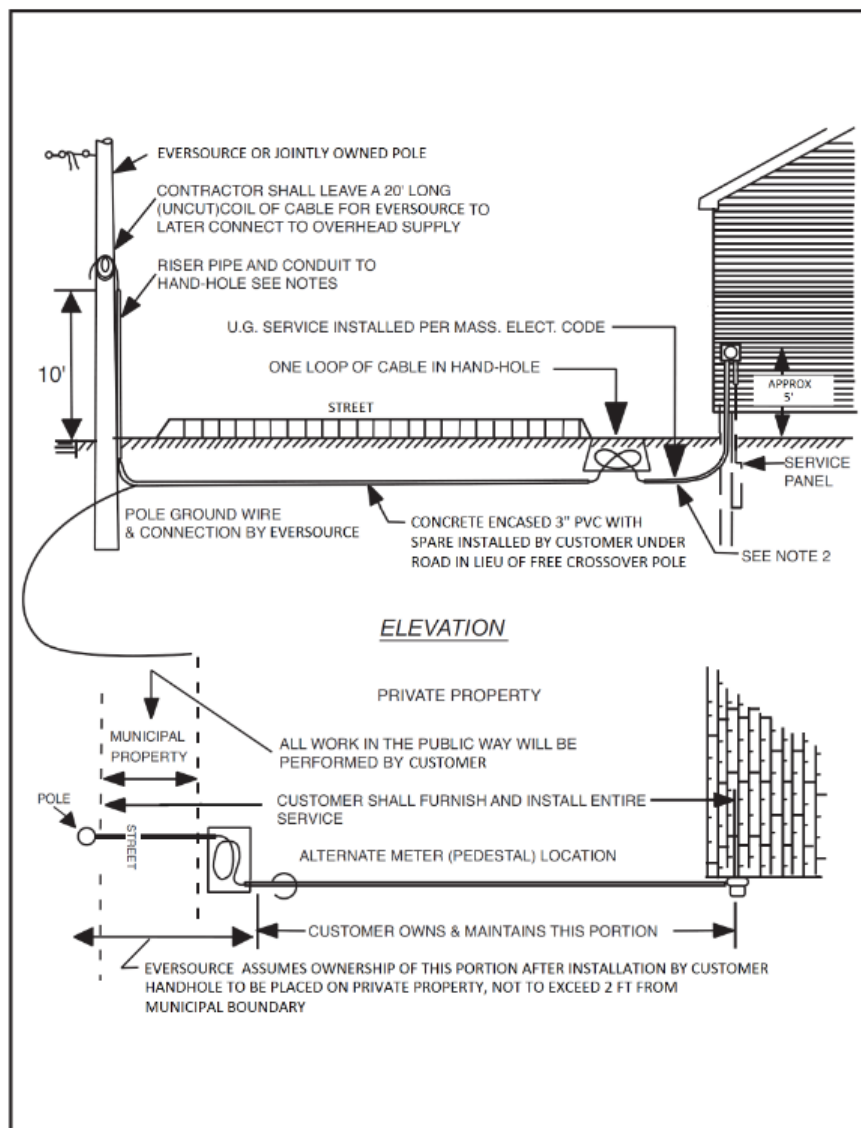 EVERSOURCE OR JOINTLY OWNED POLE
CONTRACTOR SHALL LEAVE A 20' LONG
(UNCUT)COIL OF CABLE FOR EVERSOURCE TO
LATER CONNECT TO OVERHEAD SUPPLY
RISER PIPE AND CONDUIT TO
HAND-HOLE SEE NOTES
U.G. SERVICE INSTALLED PER MASS. ELECT. CODE
10'
ONE LOOP OF CABLE IN HAND-HOLE
APPROX
5'
STREET
SERVICE
PANEL
POLE GROUND WIRE
& CONNECTION BY EVERSOURCE
CONCRETE ENCASED 3" PVC WITH
SPARE INSTALLED BY CUSTOMER UNDER
ROAD IN LIEU OF FREE CROSSOVER POLE
SEE NOTE 2
ELEVATION
PRIVATE PROPERTY
MUNICIPAL
PROPERTY
ALL WORK IN THE PUBLIC WAY WILL BE
PERFORMED BY CUSTOMER
POLE
CUSTOMER SHALL FURNISH AND INSTALL ENTIRE
SERVICE
STREET
ALTERNATE METER (PEDESTAL) LOCATION
CUSTOMER OWNS & MAINTAINS THIS PORTION
EVERSOURCE ASSUMES OWNERSHIP OF THIS PORTION AFTER INSTALLATION BY CUSTOMER
HANDHOLE TO BE PLACED ON PRIVATE PROPERTY, NOT TO EXCEED 2 FT FROM
MUNICIPAL BOUNDARY